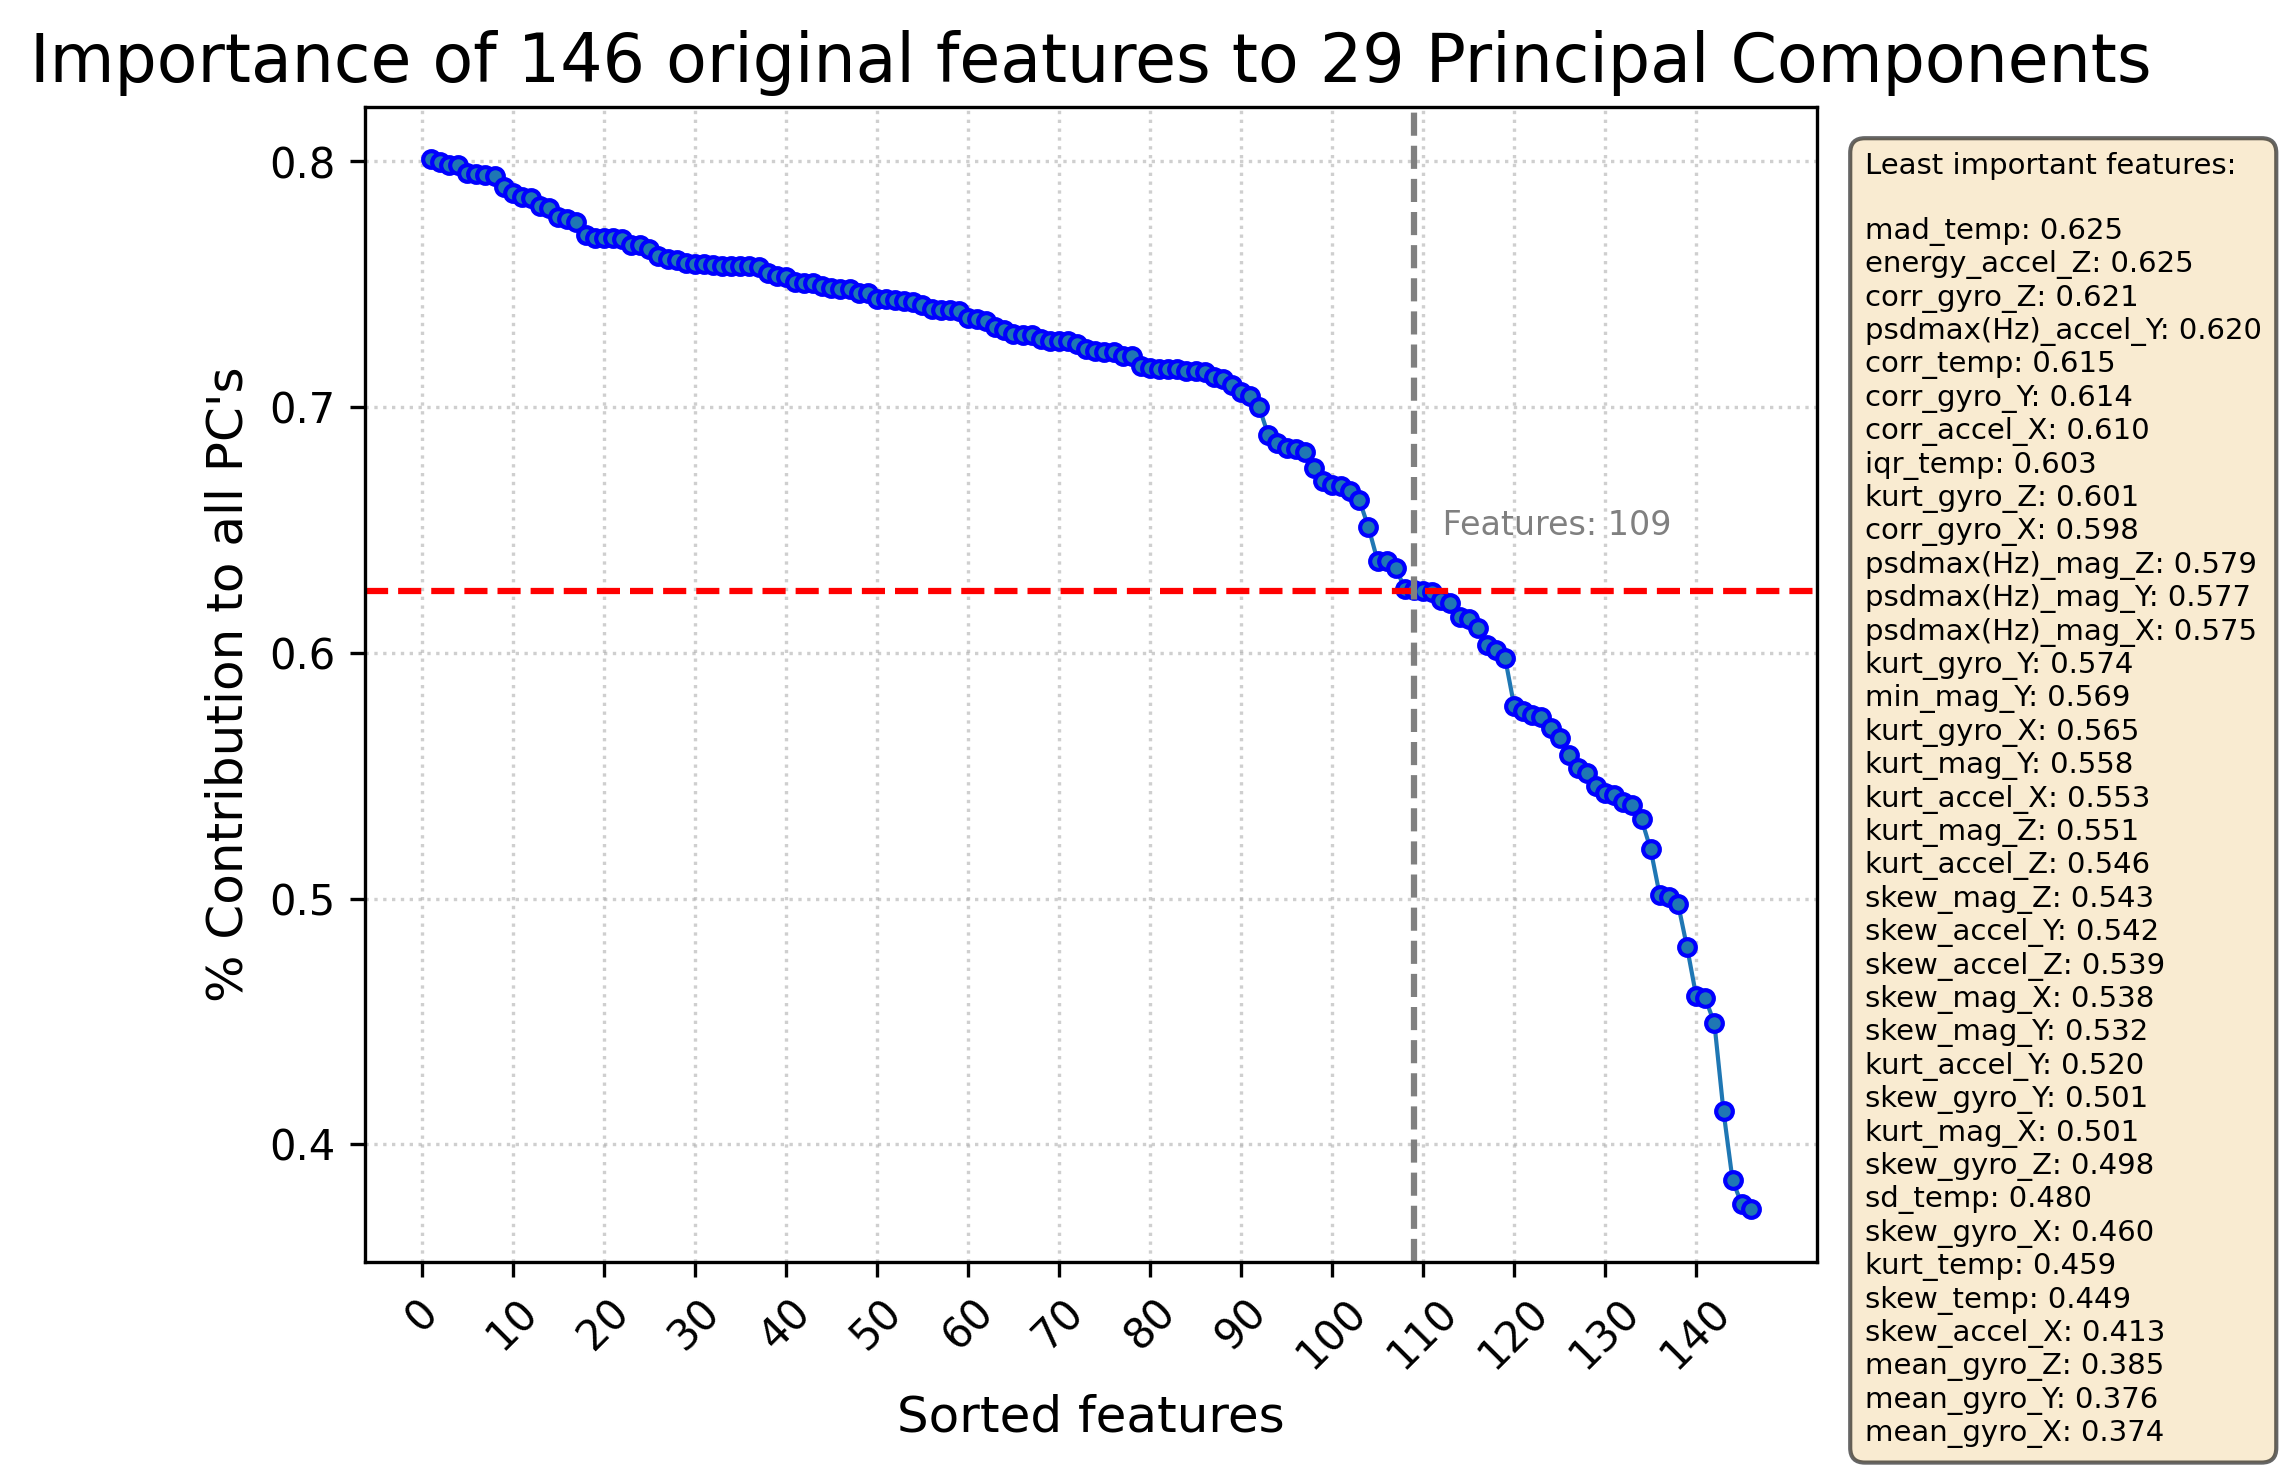 Importance of 146 original features to 29 Principal Components
% Contribution to all PC's
0.8
0.7
0.6
0.5
0.4
Features: 109
0
10
20
30
40
50
60
70
80
90
100
110
120
130
140
Sorted features
Least important features:
mad_temp: 0.625
energy_accel_Z: 0.625
corr_gyro_Z: 0.621
psdmax(Hz)_accel_Y: 0.620
corr_temp: 0.615
corr_gyro_Y: 0.614
corr_accel_X: 0.610
iqr_temp: 0.603
kurt_gyro_Z: 0.601
corr_gyro_X: 0.598
psdmax(Hz)_mag_Z: 0.579
psdmax(Hz)_mag_Y: 0.577
psdmax(Hz)_mag_X: 0.575
kurt_gyro_Y: 0.574
min_mag_Y: 0.569
kurt_gyro_X: 0.565
kurt_mag_Y: 0.558
kurt_accel_X: 0.553
kurt_mag_Z: 0.551
kurt_accel_Z: 0.546
skew_mag_Z: 0.543
skew_accel_Y: 0.542
skew_accel_Z: 0.539
skew_mag_X: 0.538
skew_mag_Y: 0.532
kurt_accel_Y: 0.520
skew_gyro_Y: 0.501
kurt_mag_X: 0.501
skew_gyro_Z: 0.498
sd_temp: 0.480
skew_gyro_X: 0.460
kurt_temp: 0.459
skew_temp: 0.449
skew_accel_X: 0.413
mean_gyro_Z: 0.385
mean_gyro_Y: 0.376
mean_gyro_X: 0.374